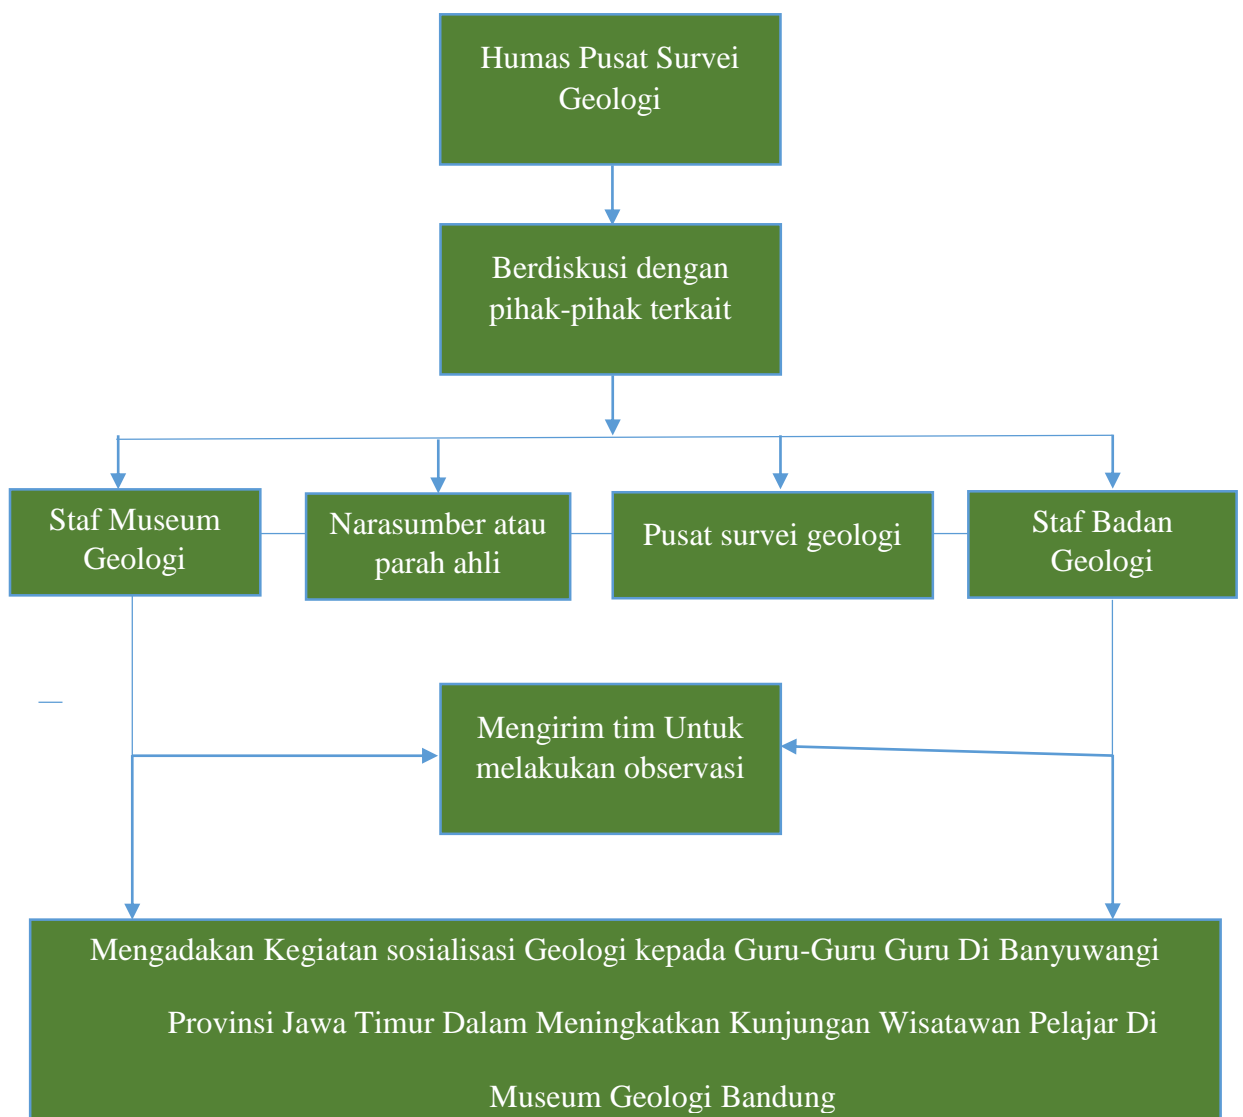 Humas Pusat Survei
Geologi
Berdiskusi dengan
pihak-pihak terkait
Staf Museum
Geologi
Narasumber atau
parah ahli
Pusat survei geologi
Staf Badan
Geologi
Mengirim tim Untuk
melakukan observasi
Mengadakan Kegiatan sosialisasi Geologi kepada Guru-Guru Guru Di Banyuwangi
Provinsi Jawa Timur Dalam Meningkatkan Kunjungan Wisatawan Pelajar Di
Museum Geologi Bandung